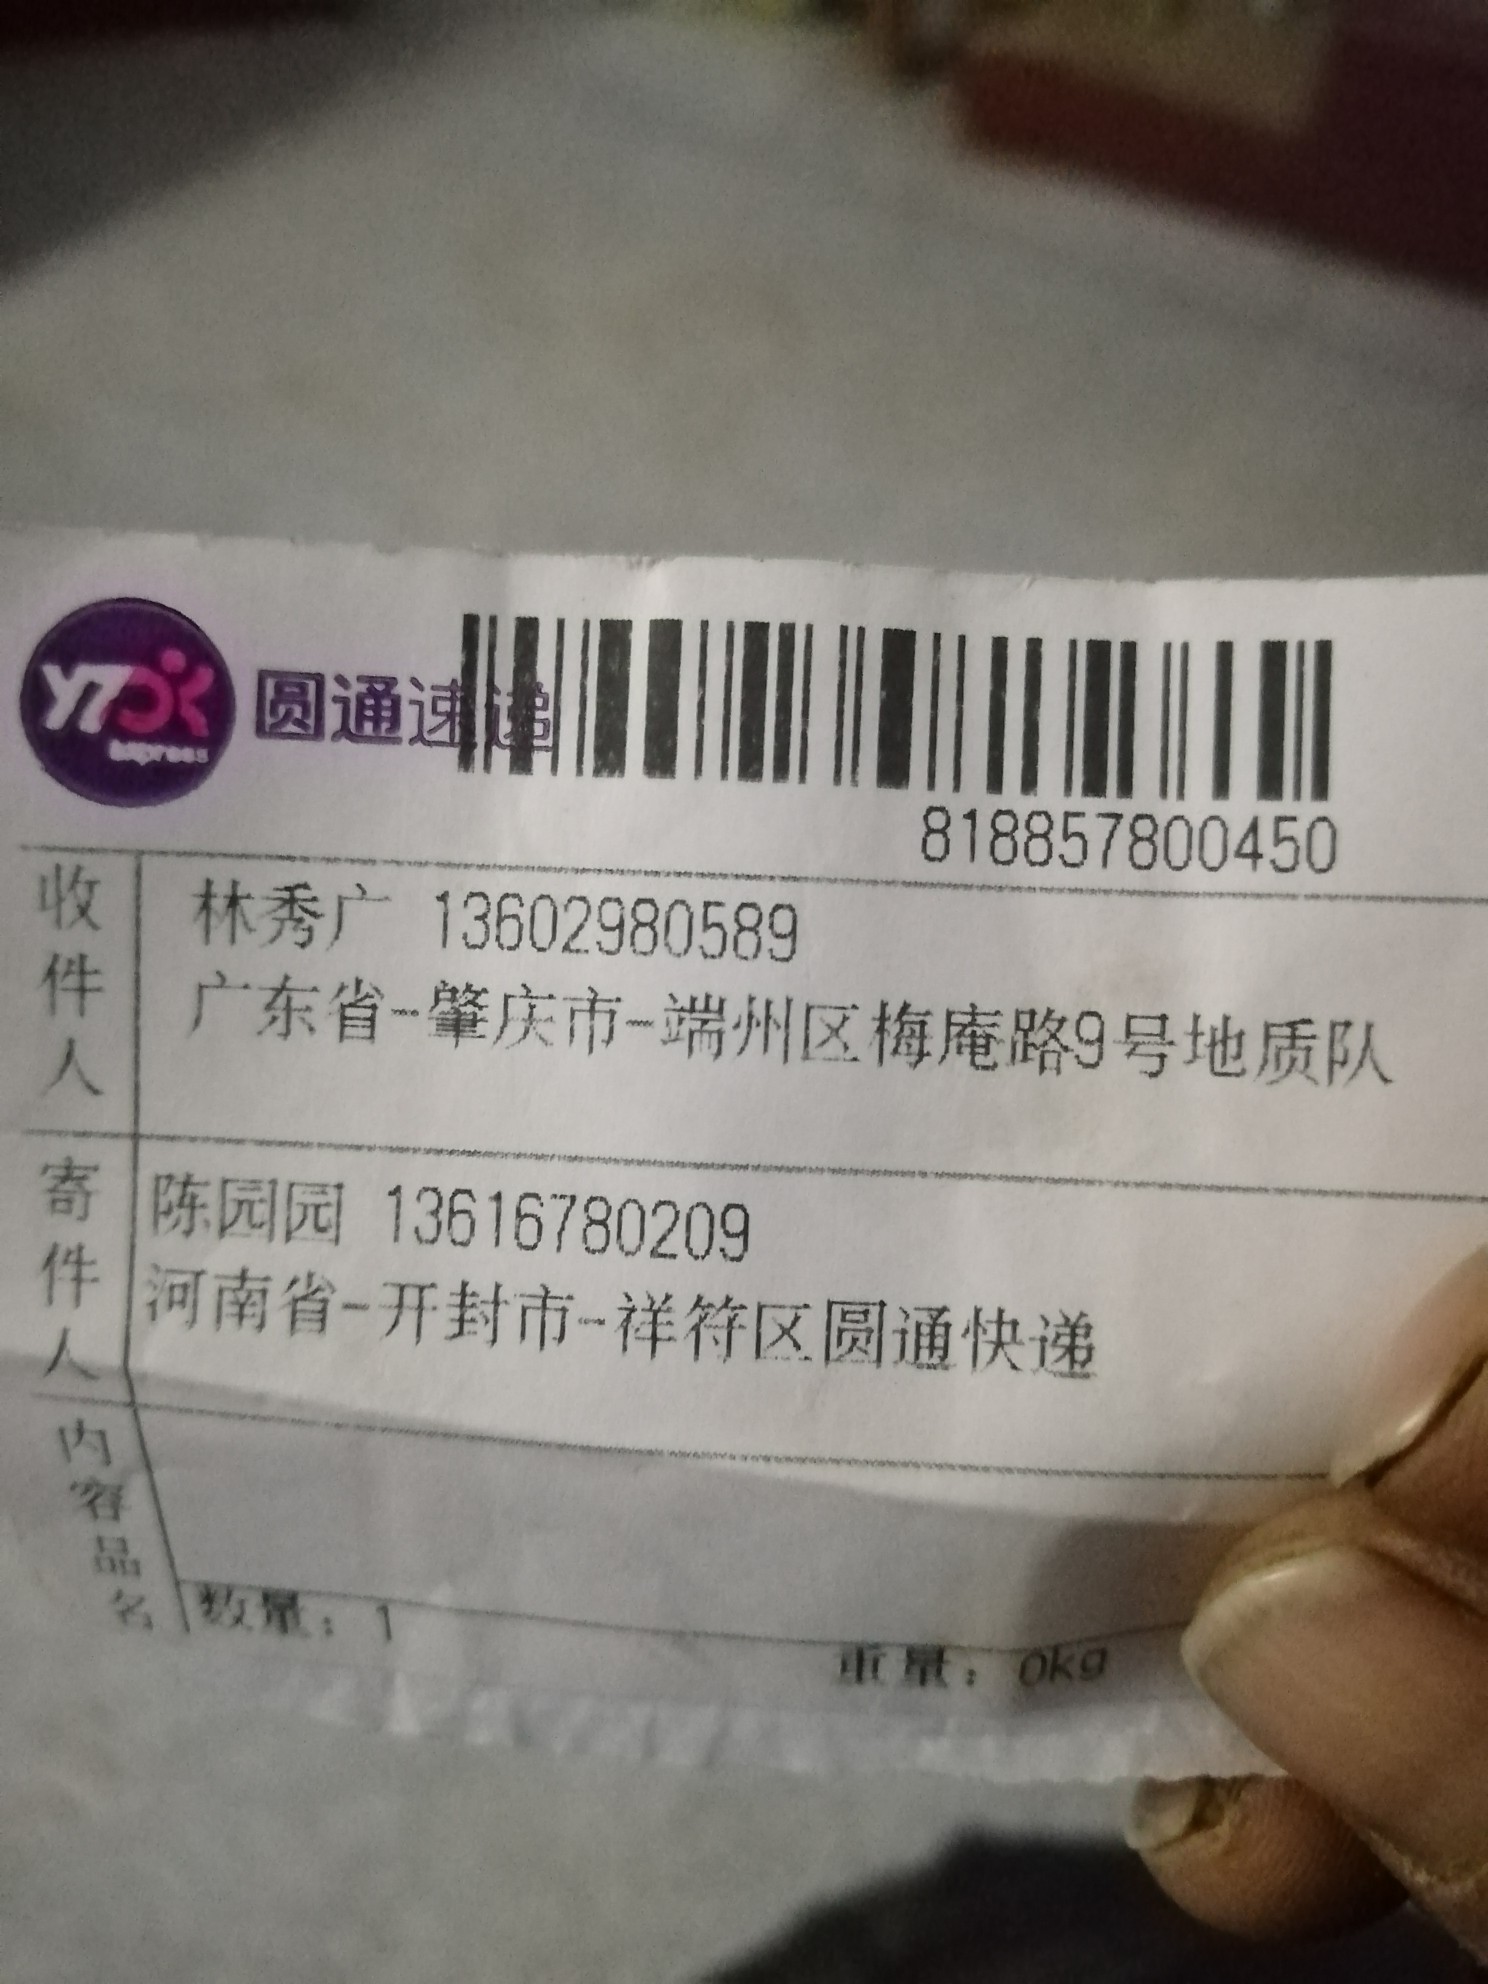 YTO express 圆通速递
818857800450
收件人
林秀广 13602980589
广东省-肇庆市-端州区梅庵路9号地质队
寄件人
陈园园 13616780209
河南省-开封市-祥符区圆通快递
内容品名
数量：1
重量：0kg